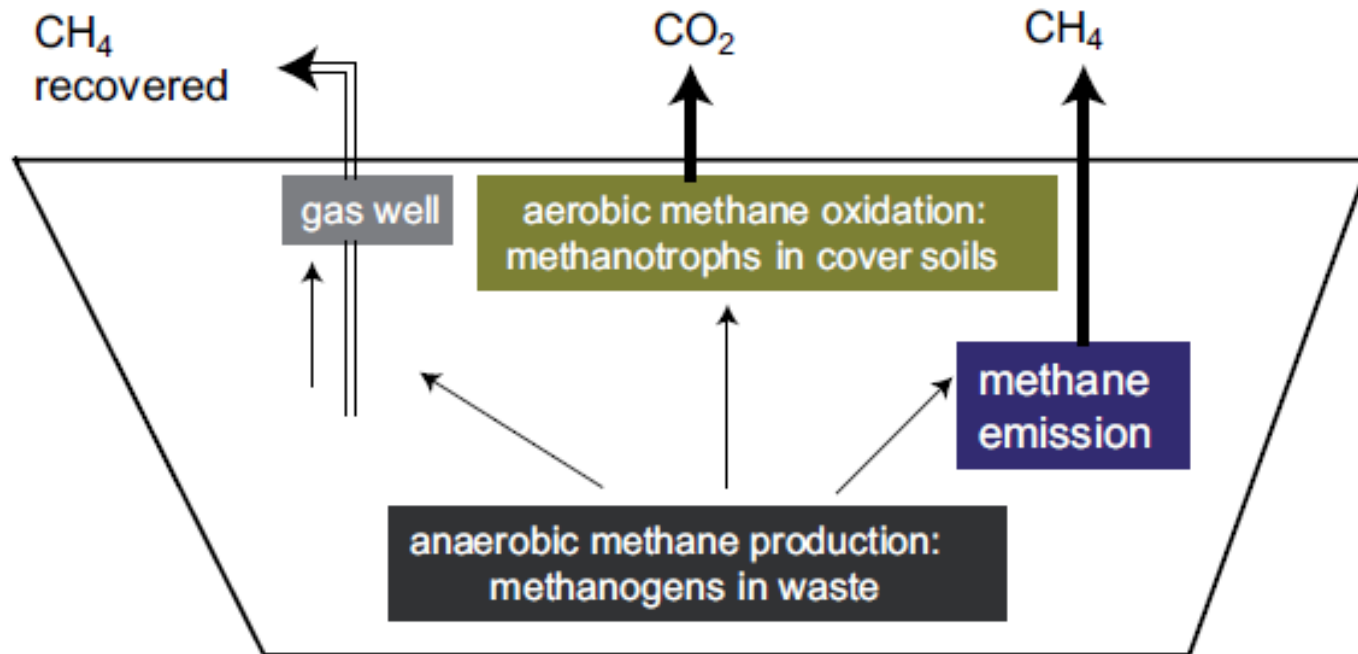 CH₄
recovered
CO₂
CH₄
gas well
aerobic methane oxidation:
methanotrophs in cover soils
methane
emission
anaerobic methane production:
methanogens in waste